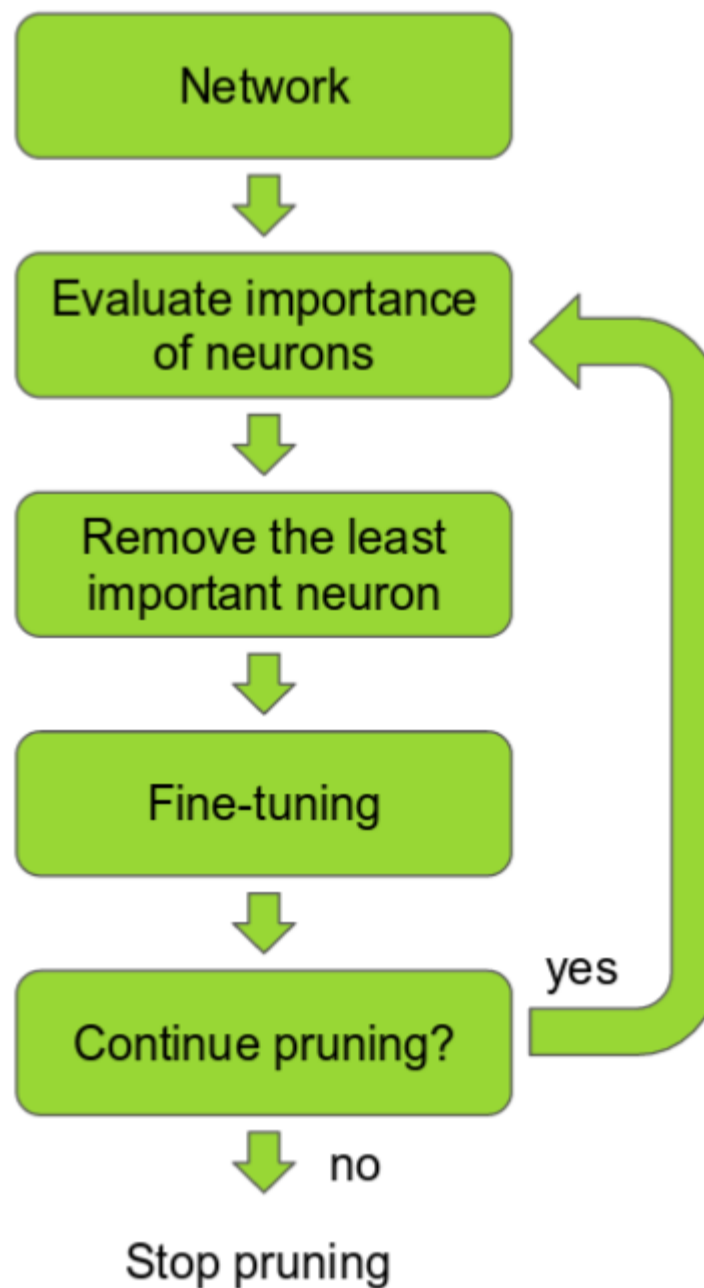 Network
Evaluate importance
of neurons
Remove the least
important neuron
Fine-tuning
yes
Continue pruning?
no
Stop pruning